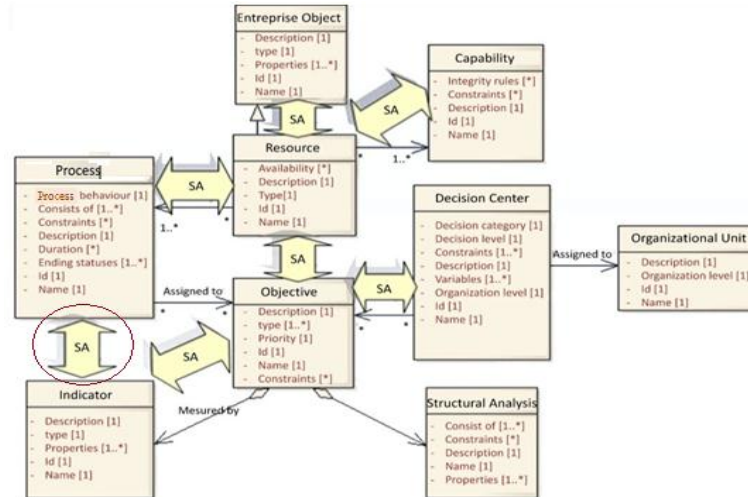 Entreprise Object
- Description [1]
- type [1]
- Properties [1..*]
- Id [1]
- Name [1]
Capability
- Integrity rules [*]
- Constraints [*]
- Description [1]
- Id [1]
- Name [1]
SA
SA
Resource
- Availability [*]
- Description [1]
- Type[1]
- Id [1]
- Name [1]
*
1..*
Process
- Process behaviour [1]
- Consists of [1..*]
- Constraints [*]
- Description [1]
- Duration [*]
- Ending statuses [1..*]
- Id [1]
- Name [1]
SA
1..*
*
Decision Center
- Decision category [1]
- Decision level [1]
- Constraints [1..*]
- Description [1]
- Variables [1..*]
- Organization level [1]
- Id [1]
- Name [1]
Assigned to
Organizational Unit
- Description [1]
- Organization level [1]
- Id [1]
- Name [1]
SA
Assigned to
*
*
Objective
- Description [1]
- type [1..*]
- Priority [1]
- Id [1]
- Name [1]
- Constraints [*]
SA
*
*
SA
SA
Indicator
- Description [1]
- type [1]
- Properties [1..*]
- Id [1]
- Name [1]
Mesured by
Structural Analysis
- Consist of [1..*]
- Constraints [*]
- Description [1]
- Name [1]
- Properties [1..*]